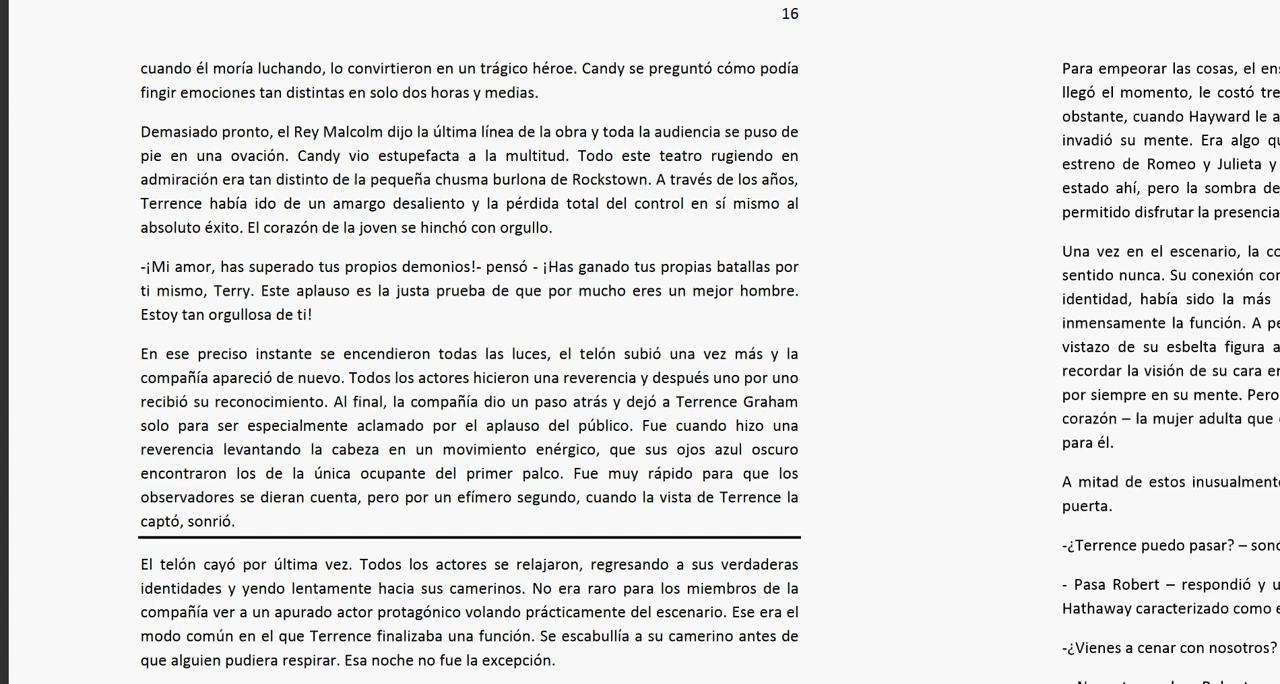 16
cuando él moría luchando, lo convirtieron en un trágico héroe. Candy se preguntó cómo podía
fingir emociones tan distintas en solo dos horas y medias.
Demasiado pronto, el Rey Malcolm dijo la última línea de la obra y toda la audiencia se puso de
pie en una ovación. Candy vio estupefacta a la multitud. Todo este teatro rugiendo en
admiración era tan distinto de la pequeña chusma burlona de Rockstown. A través de los años,
Terrence había ido de un amargo desaliento y la pérdida total del control en sí mismo al
absoluto éxito. El corazón de la joven se hinchó con orgullo.
-¡Mi amor, has superado tus propios demonios!- pensó - ¡Has ganado tus propias batallas por
ti mismo, Terry. Este aplauso es la justa prueba de que por mucho eres un mejor hombre.
Estoy tan orgullosa de ti!
En ese preciso instante se encendieron todas las luces, el telón subió una vez más y la
compañía apareció de nuevo. Todos los actores hicieron una reverencia y después uno por uno
recibió su reconocimiento. Al final, la compañía dio un paso atrás y dejó a Terrence Graham
solo para ser especialmente aclamado por el aplauso del público. Fue cuando hizo una
reverencia levantando la cabeza en un movimiento enérgico, que sus ojos azul oscuro
encontraron los de la única ocupante del primer palco. Fue muy rápido para que los
observadores se dieran cuenta, pero por un efímero segundo, cuando la vista de Terrence la
captó, sonrió.
El telón cayó por última vez. Todos los actores se relajaron, regresando a sus verdaderas
identidades y yendo lentamente hacia sus camerinos. No era raro para los miembros de la
compañía ver a un apurado actor protagónico volando prácticamente del escenario. Ese era el
modo común en el que Terrence finalizaba una función. Se escabullía a su camerino antes de
que alguien pudiera respirar. Esa noche no fue la excepción.
Para empeorar las cosas, el
llegó el momento, le costó
obstante, cuando Hayward le
invadió su mente. Era algo
estreno de Romeo y Julieta y
estado ahí, pero la sombra de
permitido disfrutar la presencia
Una vez en el escenario, la
sentido nunca. Su conexión
identidad, había sido la más
inmensamente la función. A
vistazo de su esbelta figura
recordar la visión de su cara
por siempre en su mente. Pero
corazón – la mujer adulta que
para él.
A mitad de estos
puerta.
-¿Terrence puedo pasar? –
- Pasa Robert – respondió y
Hathaway caracterizado como
-¿Vienes a cenar con nosotros?